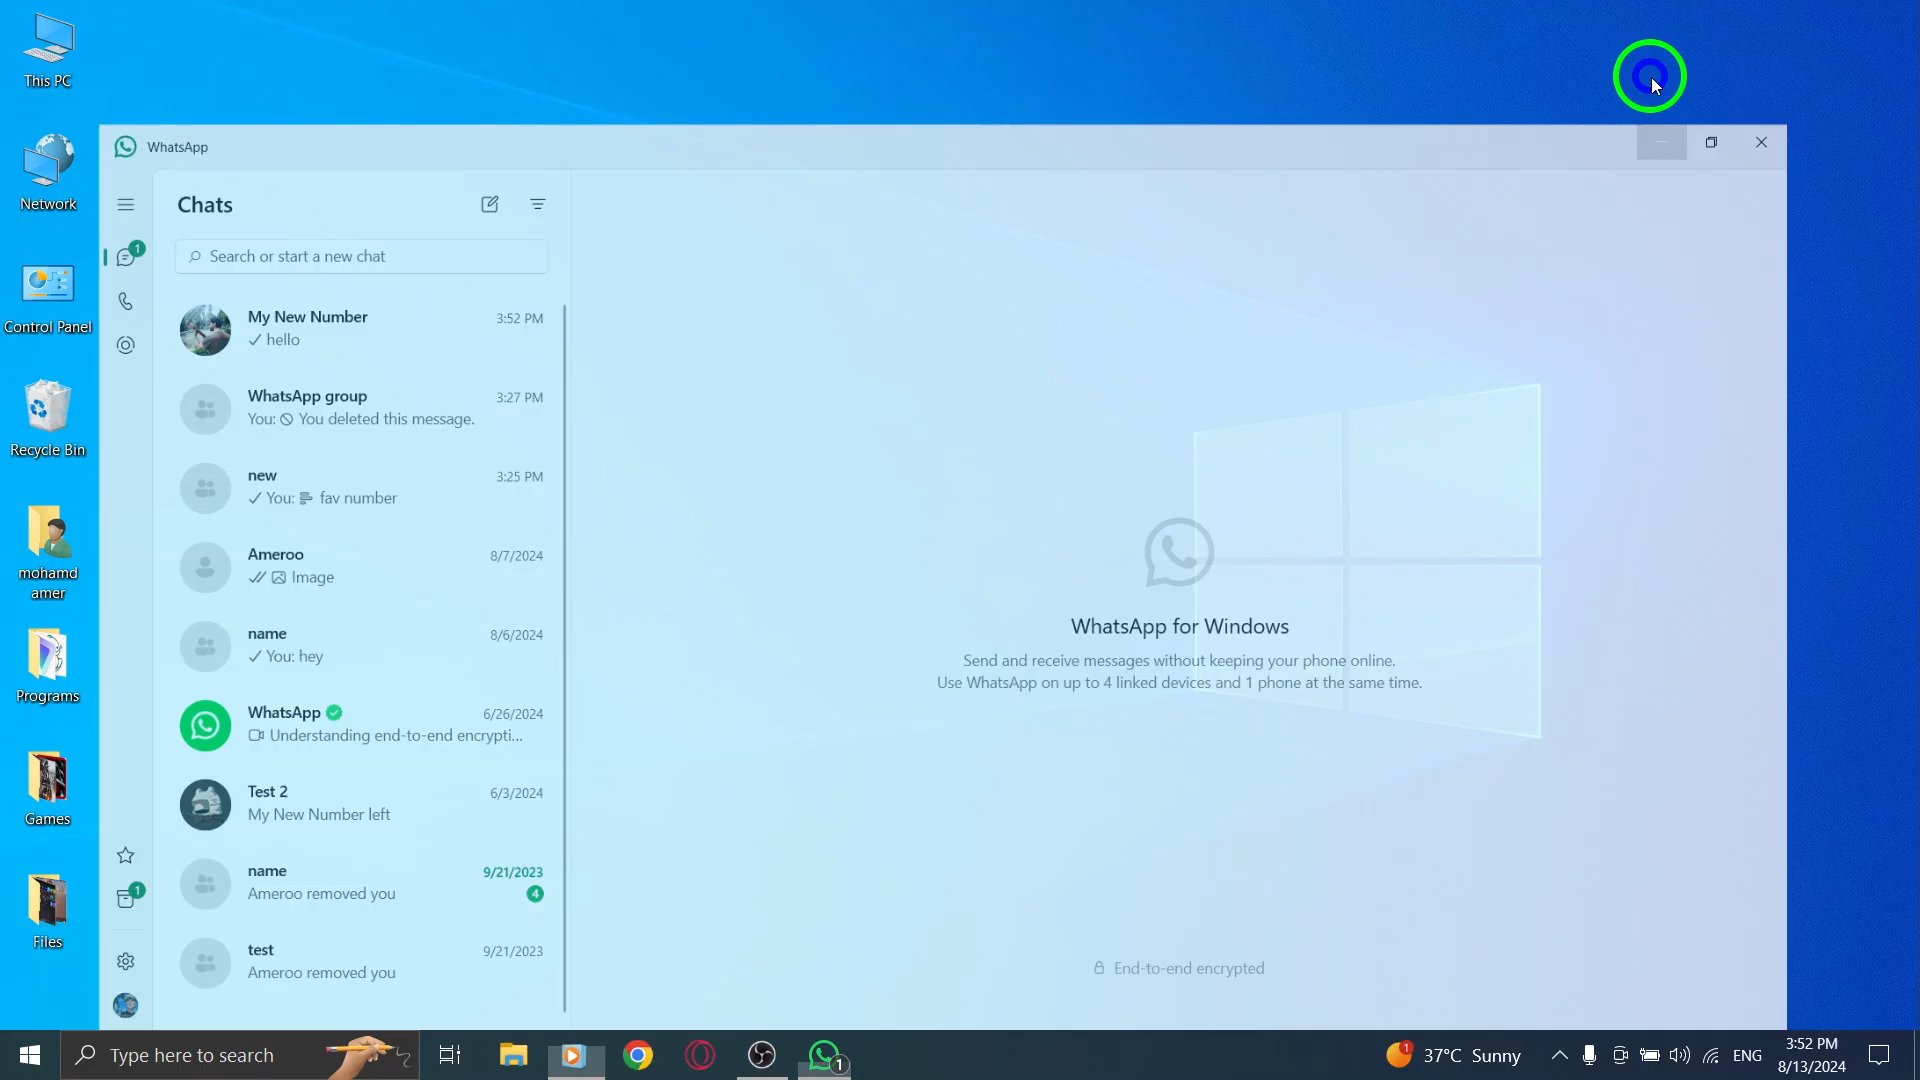 This PC
Network
Control Panel
Recycle Bin
mohamd
amer
Programs
Games
Files
WhatsApp
1
1
Chats
Search or start a new chat
My New Number
3:52 PM
hello
WhatsApp group
3:27 PM
You: You deleted this message.
new
3:25 PM
You: fav number
Ameroo
8/7/2024
Image
name
8/6/2024
You: hey
WhatsApp
6/26/2024
Understanding end-to-end encrypti...
Test 2
6/3/2024
My New Number left
name
9/21/2023
Ameroo removed you
4
test
9/21/2023
Ameroo removed you
WhatsApp for Windows
Send and receive messages without keeping your phone online.
Use WhatsApp on up to 4 linked devices and 1 phone at the same time.
End-to-end encrypted
Type here to search
1
1
37°C Sunny
ENG
3:52 PM
8/13/2024